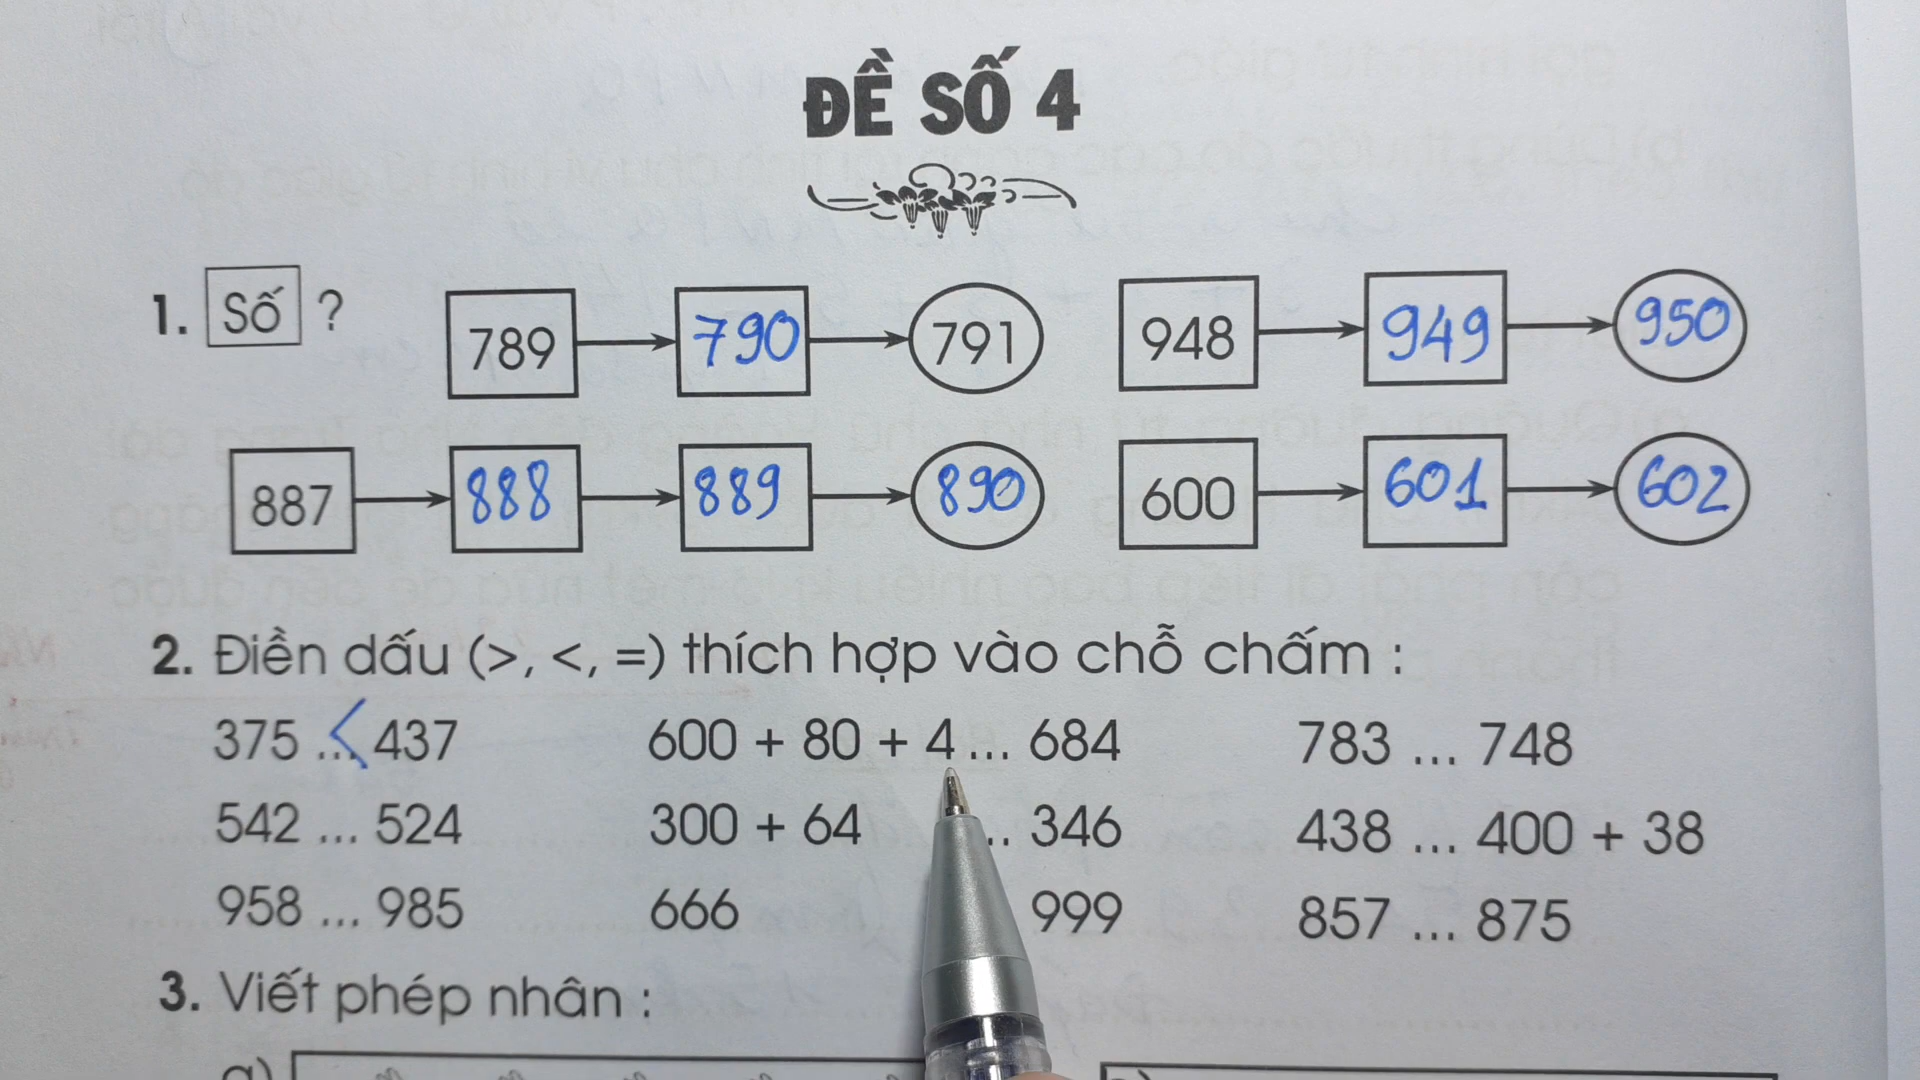 ĐỀ SỐ 4
1. Số ? 789 790 791 948 949 950
887 888 889 890 600 601 602
2. Điền dấu (>, <, =) thích hợp vào chỗ chấm :
375 ... < 437 600 + 80 + 4 ... 684 783 ... 748
542 ... 524 300 + 64 .. 346 438 ... 400 + 38
958 ... 985 666 999 857 ... 875
3. Viết phép nhân :
a)